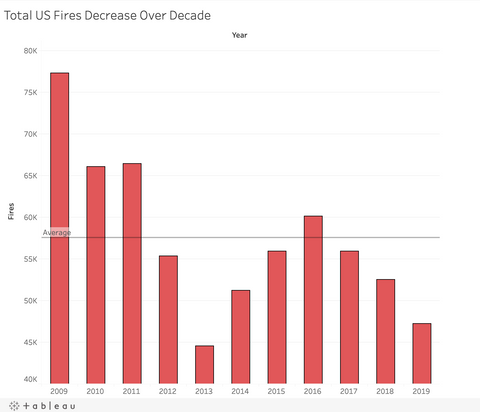 Total US Fires Decrease Over Decade
Year
80K
75K
70K
65K
60K
Fires
Average
55K
50K
45K
40K
2009 2010 2011 2012 2013 2014 2015 2016 2017 2018 2019
+ a b l e a u